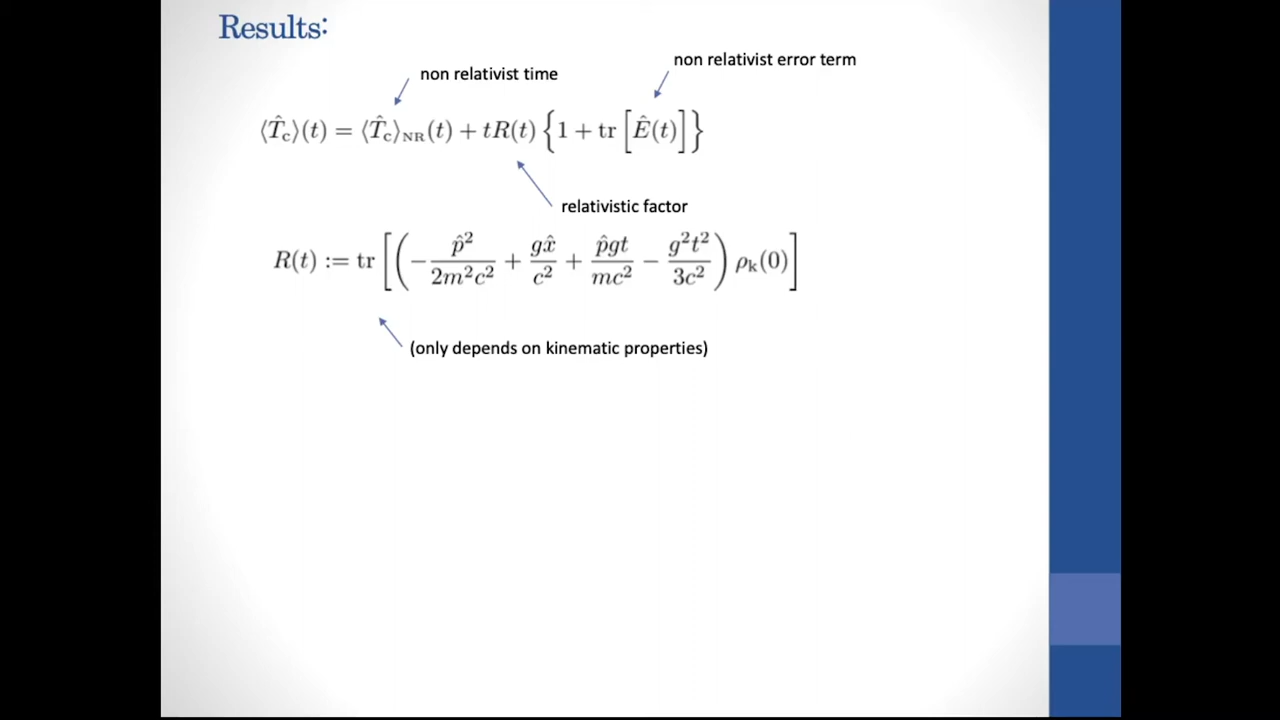 Results:
non relativist error term
non relativist time
⟨T̂c⟩(t) = ⟨T̂c⟩NR(t) + tR(t) {1 + tr [Ê(t)]}
relativistic factor
R(t) := tr [(− p̂²/2m²c² + gx̂/c² + p̂gt/mc² − g²t²/3c²) ρk(0)]
(only depends on kinematic properties)